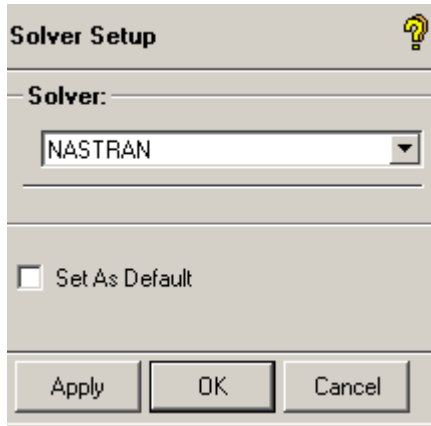 Solver Setup
Solver:
NASTRAN
Set As Default
Apply OK Cancel